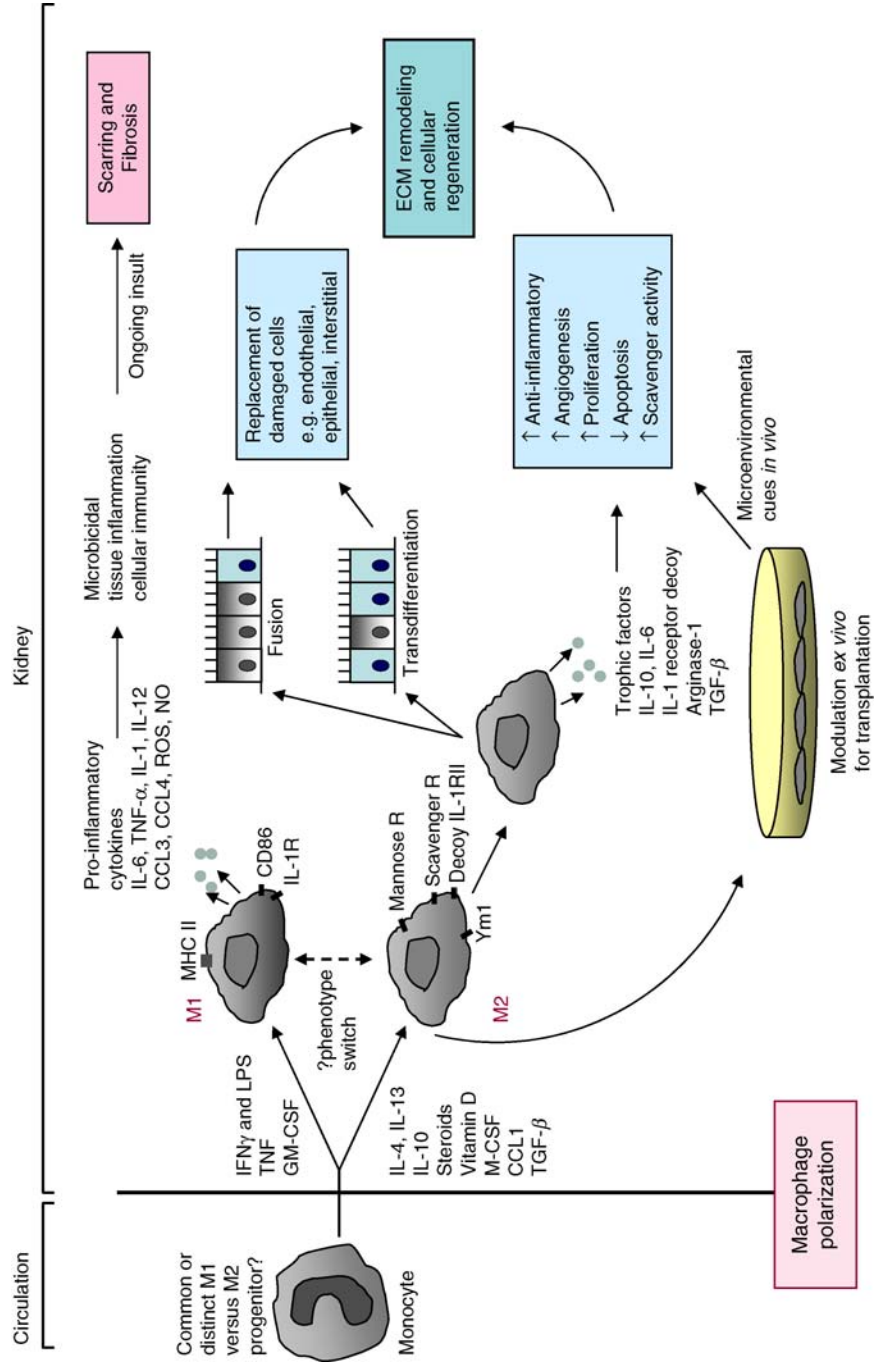 Circulation
Kidney
Common or
distinct M1
versus M2
progenitor?
Monocyte
IFNγ and LPS
TNF
GM-CSF
IL-4, IL-13
IL-10
Steroids
Vitamin D
M-CSF
CCL1
TGF-β
M1
MHC II
CD86
IL-1R
?phenotype
switch
M2
Mannose R
Scavenger R
Decoy IL-1RII
Ym1
Pro-inflammatory
cytokines
IL-6, TNF-α, IL-1, IL-12
CCL3, CCL4, ROS, NO
Microbicidal
tissue inflammation
cellular immunity
Ongoing insult
Scarring and
Fibrosis
Fusion
Transdifferentiation
Replacement of
damaged cells
e.g. endothelial,
epithelial, interstitial
ECM remodeling
and cellular
regeneration
Trophic factors
IL-10, IL-6
IL-1 receptor decoy
Arginase-1
TGF-β
↑ Anti-inflammatory
↑ Angiogenesis
↑ Proliferation
↓ Apoptosis
↑ Scavenger activity
Microenvironmental
cues in vivo
Modulation ex vivo
for transplantation
Macrophage
polarization